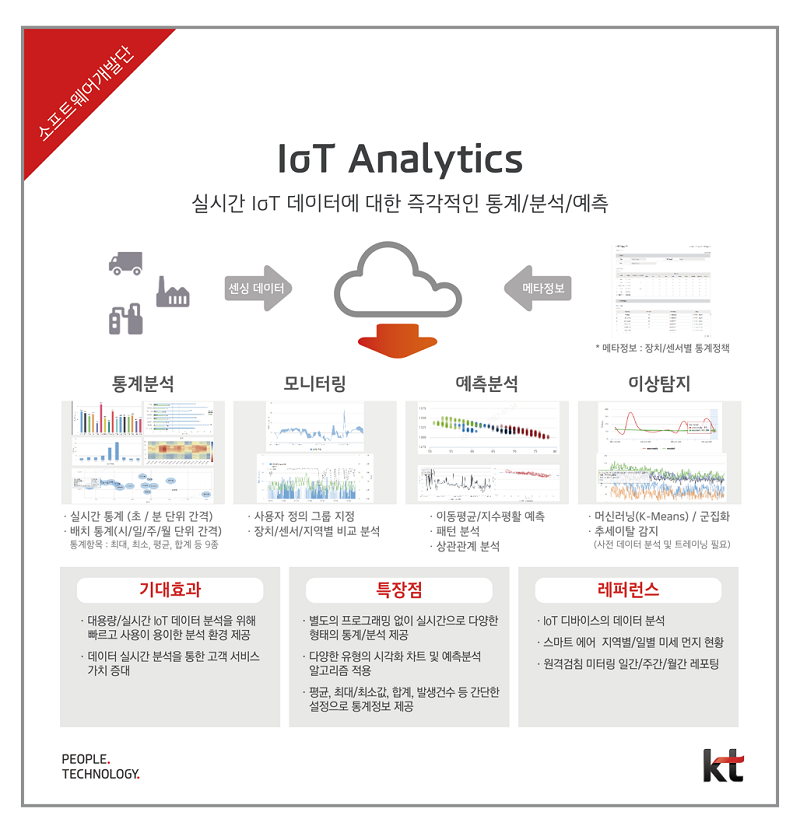 소프트웨어개발단
IoT Analytics
실시간 IoT 데이터에 대한 즉각적인 통계/분석/예측
센싱 데이터
메타정보
* 메타정보 : 장치/센서별 통계정책
통계분석
모니터링
예측분석
이상탐지
· 실시간 통계 (초 / 분 단위 간격)
· 배치 통계(시/일/주/월 단위 간격)
통계항목 : 최대, 최소, 평균, 합계 등 9종
· 사용자 정의 그룹 지정
· 장치/센서/지역별 비교 분석
· 이동평균/지수평활 예측
· 패턴 분석
· 상관관계 분석
· 머신러닝(K-Means) / 군집화
· 추세이탈 감지
(사전 데이터 분석 및 트레이닝 필요)
기대효과
· 대용량/실시간 IoT 데이터 분석을 위해
빠르고 사용이 용이한 분석 환경 제공
· 데이터 실시간 분석을 통한 고객 서비스
가치 증대
특장점
· 별도의 프로그래밍 없이 실시간으로 다양한
형태의 통계/분석 제공
· 다양한 유형의 시각화 차트 및 예측분석
알고리즘 적용
· 평균, 최대/최소값, 합계, 발생건수 등 간단한
설정으로 통계정보 제공
레퍼런스
· IoT 디바이스의 데이터 분석
· 스마트 에어 지역별/일별 미세 먼지 현황
· 원격검침 미터링 일간/주간/월간 레포팅
PEOPLE.
TECHNOLOGY.
kt